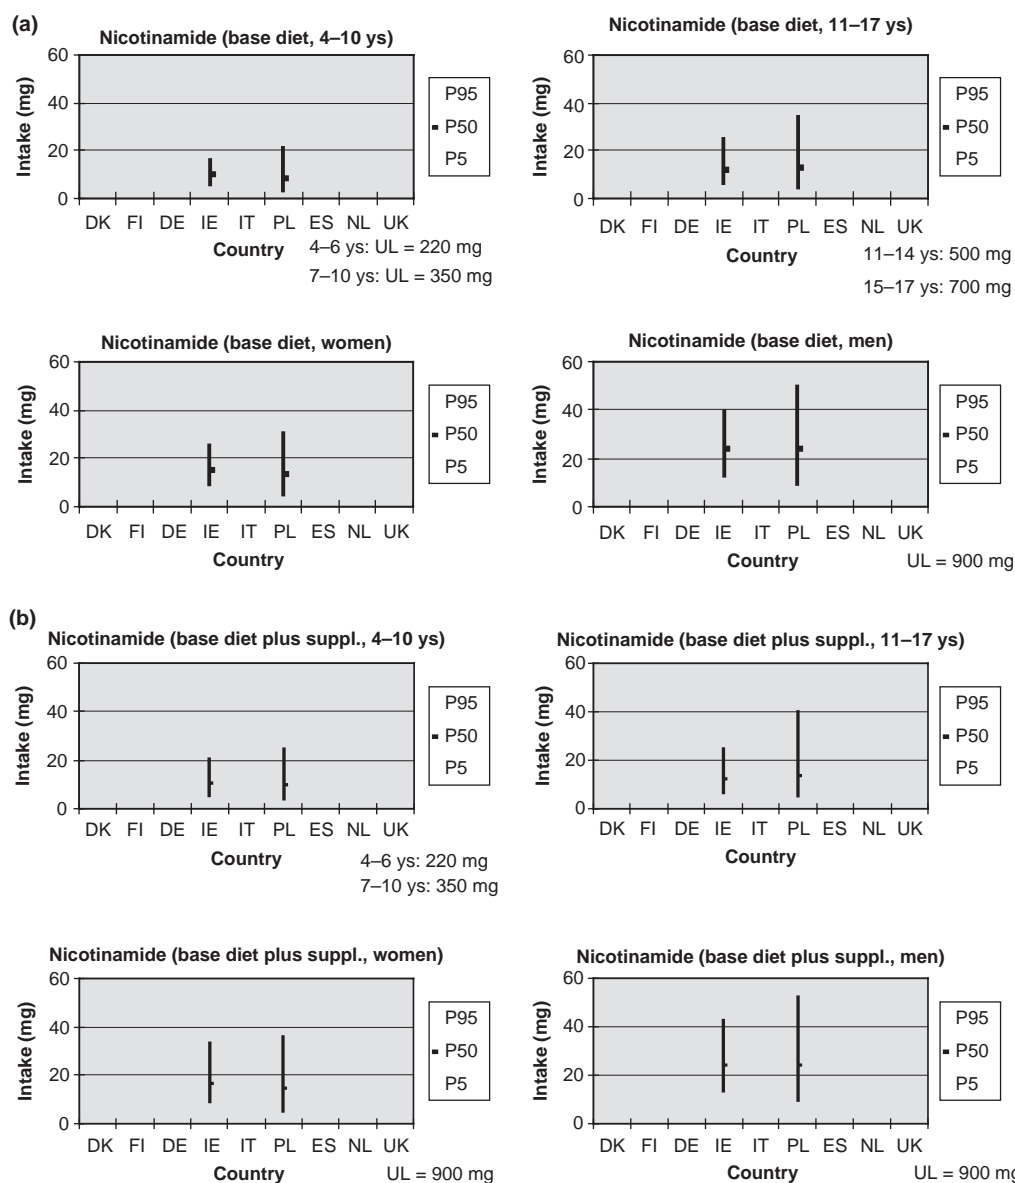 (a)
Nicotinamide (base diet, 4–10 ys)
60
40
20
0
Intake (mg)
P95
P50
P5
DK FI DE IE IT PL ES NL UK
Country
4–6 ys: UL = 220 mg
7–10 ys: UL = 350 mg
Nicotinamide (base diet, 11–17 ys)
60
40
20
0
Intake (mg)
P95
P50
P5
DK FI DE IE IT PL ES NL UK
Country
11–14 ys: 500 mg
15–17 ys: 700 mg
Nicotinamide (base diet, women)
60
40
20
0
Intake (mg)
P95
P50
P5
DK FI DE IE IT PL ES NL UK
Country
Nicotinamide (base diet, men)
60
40
20
0
Intake (mg)
P95
P50
P5
DK FI DE IE IT PL ES NL UK
Country
UL = 900 mg
(b)
Nicotinamide (base diet plus suppl., 4–10 ys)
60
40
20
0
Intake (mg)
P95
P50
P5
DK FI DE IE IT PL ES NL UK
Country
4–6 ys: 220 mg
7–10 ys: 350 mg
Nicotinamide (base diet plus suppl., 11–17 ys)
60
40
20
0
Intake (mg)
P95
P50
P5
DK FI DE IE IT PL ES NL UK
Country
Nicotinamide (base diet plus suppl., women)
60
40
20
0
Intake (mg)
P95
P50
P5
DK FI DE IE IT PL ES NL UK
Country
UL = 900 mg
Nicotinamide (base diet plus suppl., men)
60
40
20
0
Intake (mg)
P95
P50
P5
DK FI DE IE IT PL ES NL UK
Country
UL = 900 mg